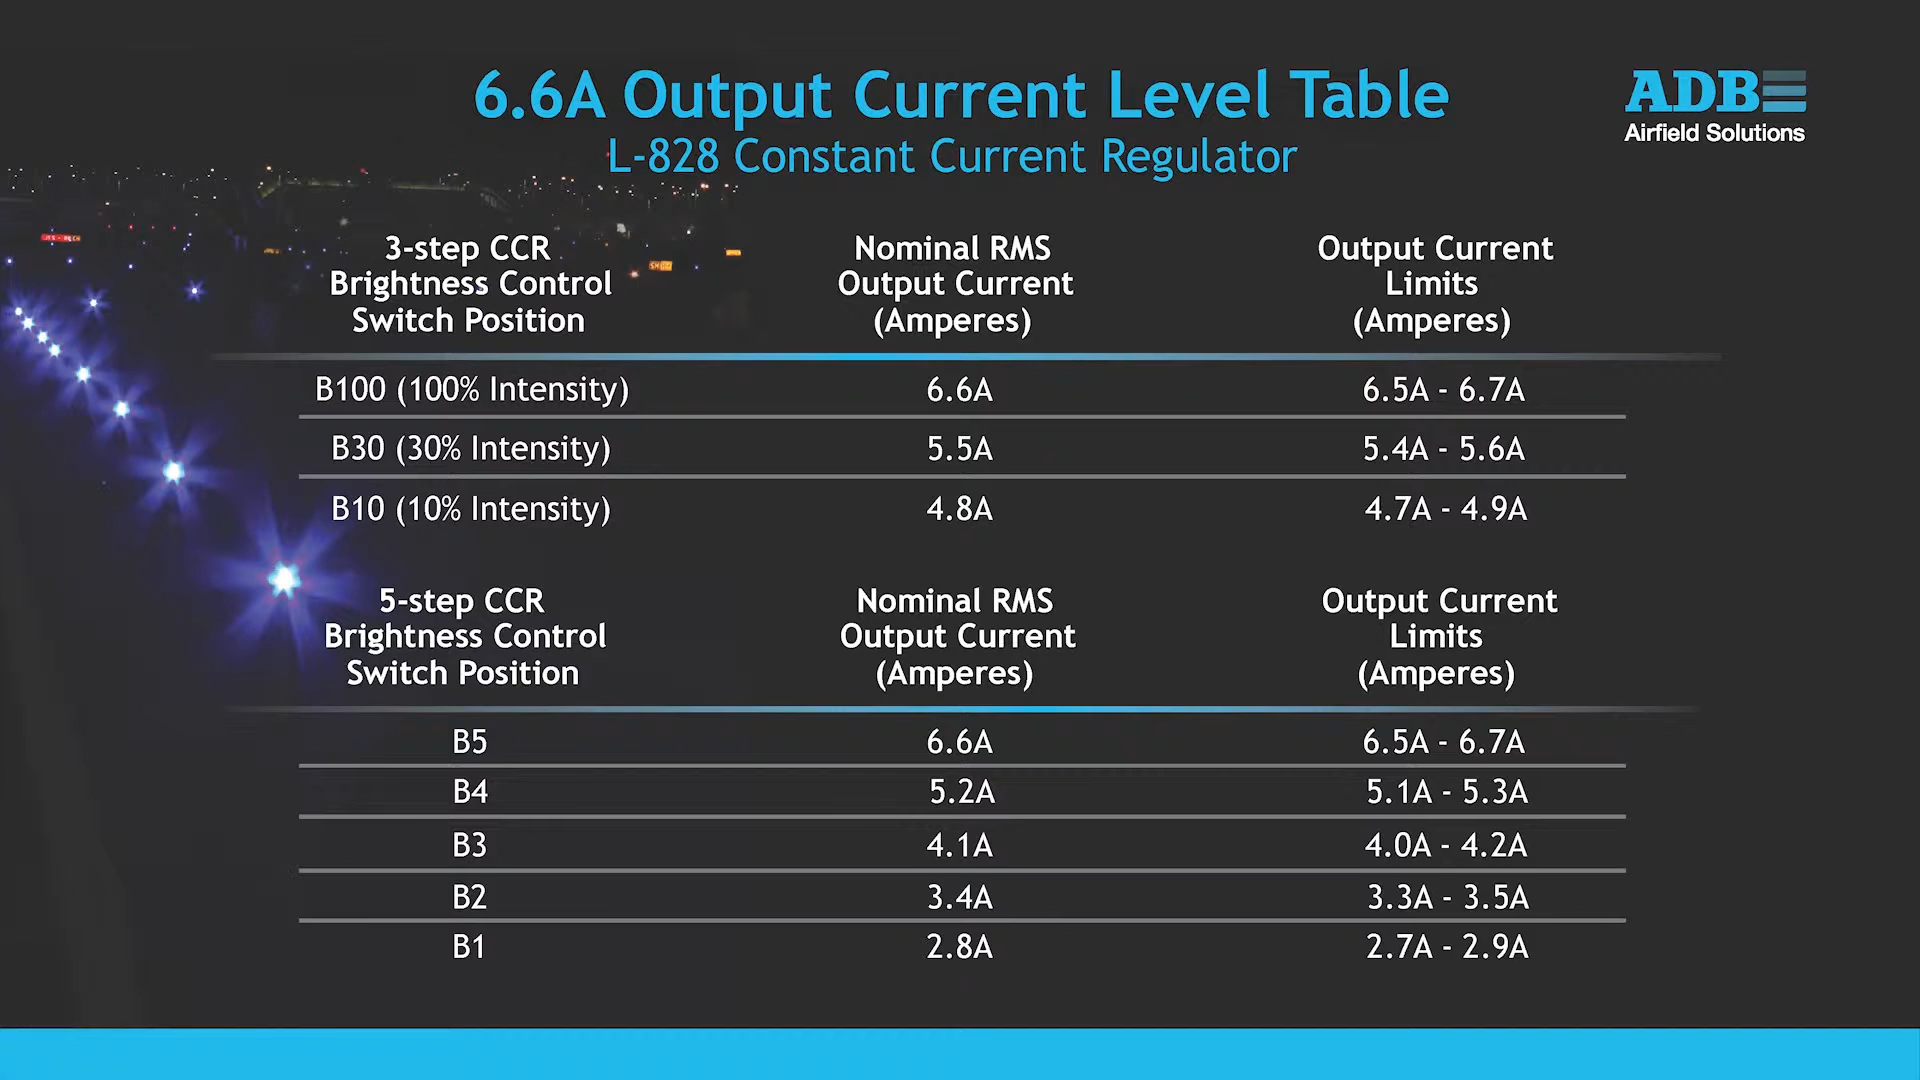 6.6A Output Current Level Table
L-828 Constant Current Regulator
ADB
Airfield Solutions
3-step CCR
Brightness Control
Switch Position
Nominal RMS
Output Current
(Amperes)
Output Current
Limits
(Amperes)
B100 (100% Intensity) 6.6A 6.5A - 6.7A
B30 (30% Intensity) 5.5A 5.4A - 5.6A
B10 (10% Intensity) 4.8A 4.7A - 4.9A
5-step CCR
Brightness Control
Switch Position
Nominal RMS
Output Current
(Amperes)
Output Current
Limits
(Amperes)
B5 6.6A 6.5A - 6.7A
B4 5.2A 5.1A - 5.3A
B3 4.1A 4.0A - 4.2A
B2 3.4A 3.3A - 3.5A
B1 2.8A 2.7A - 2.9A